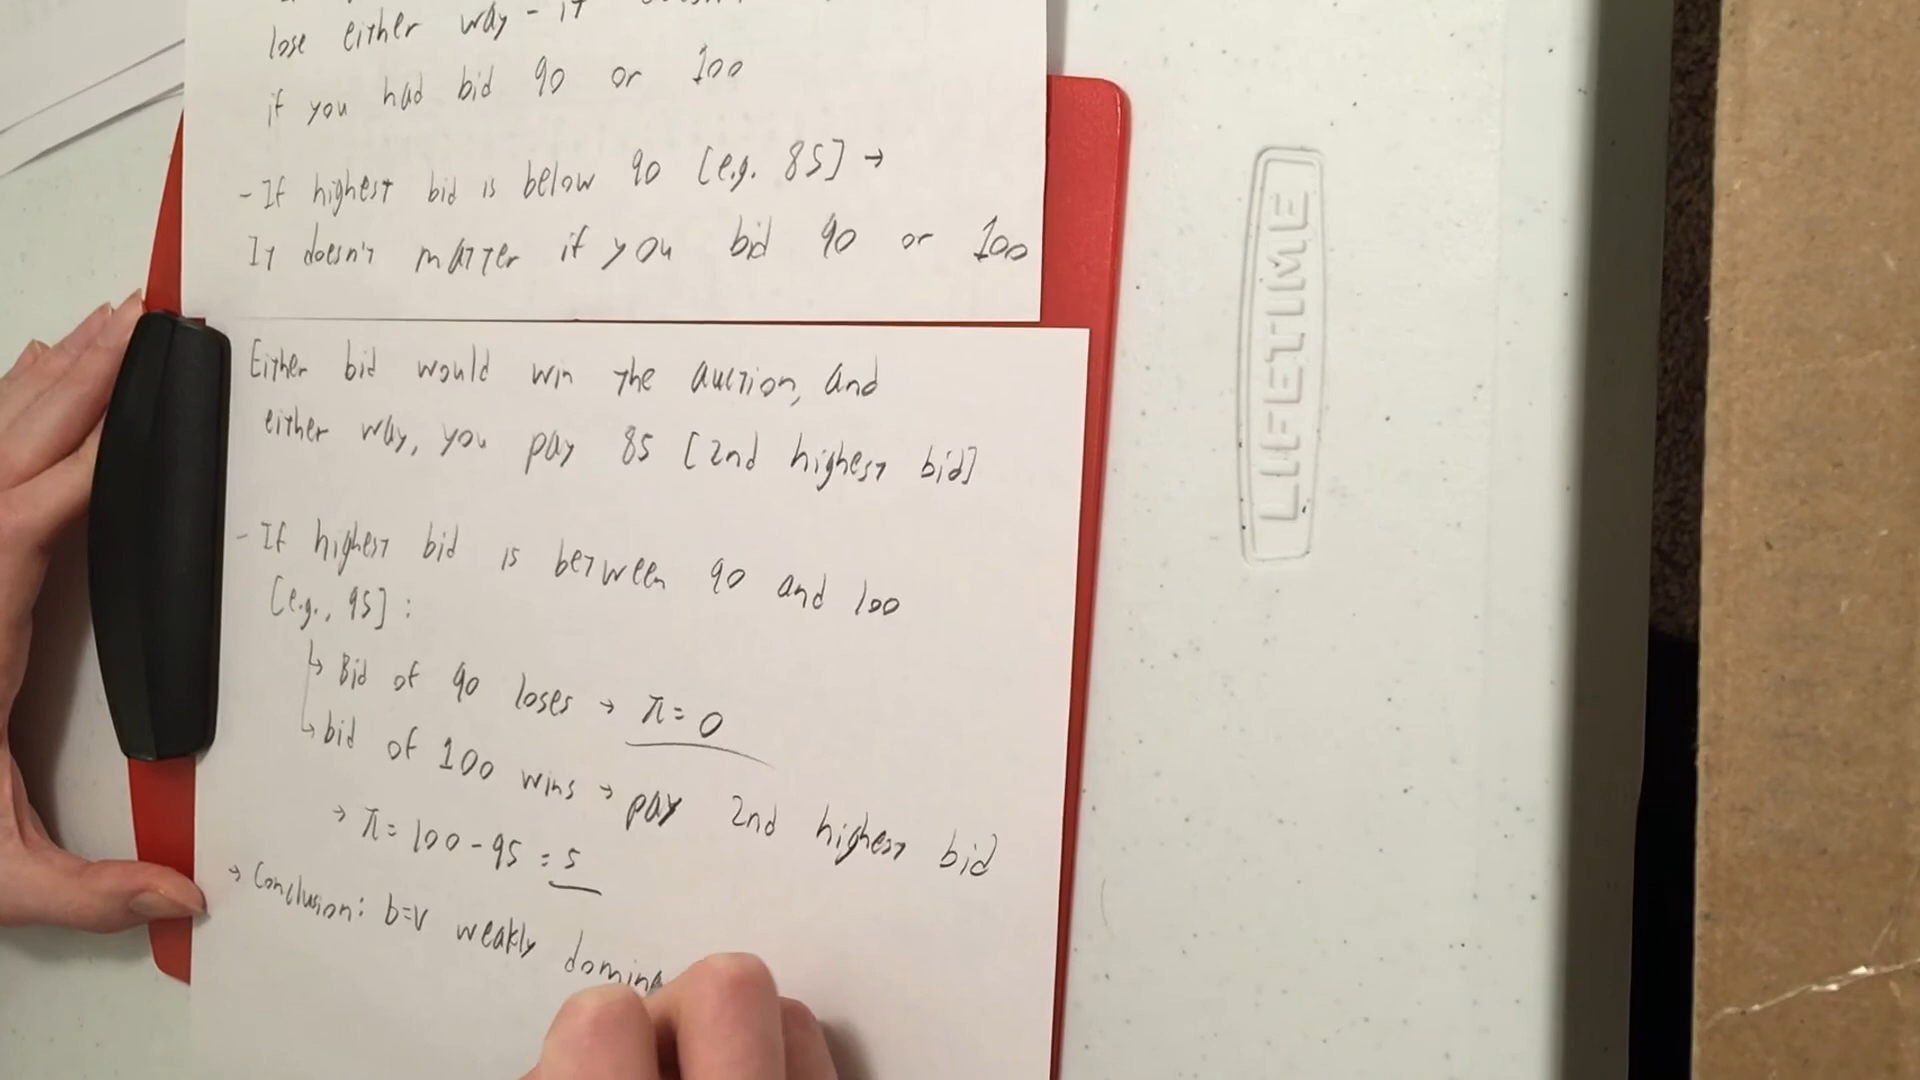 lose either way - it
if you had bid 90 or 100
- If highest bid is below 90 [e.g. 85] →
It doesn't matter if you bid 90 or 100
Either bid would win the auction, and
either way, you pay 85 [2nd highest bid]
- If highest bid is between 90 and 100
[e.g., 95] :
↳ Bid of 90 loses → π = 0
↳ bid of 100 wins → pay 2nd highest bid
→ π = 100 - 95 = 5
→ Conclusion: b=v weakly domina
LIFETIME